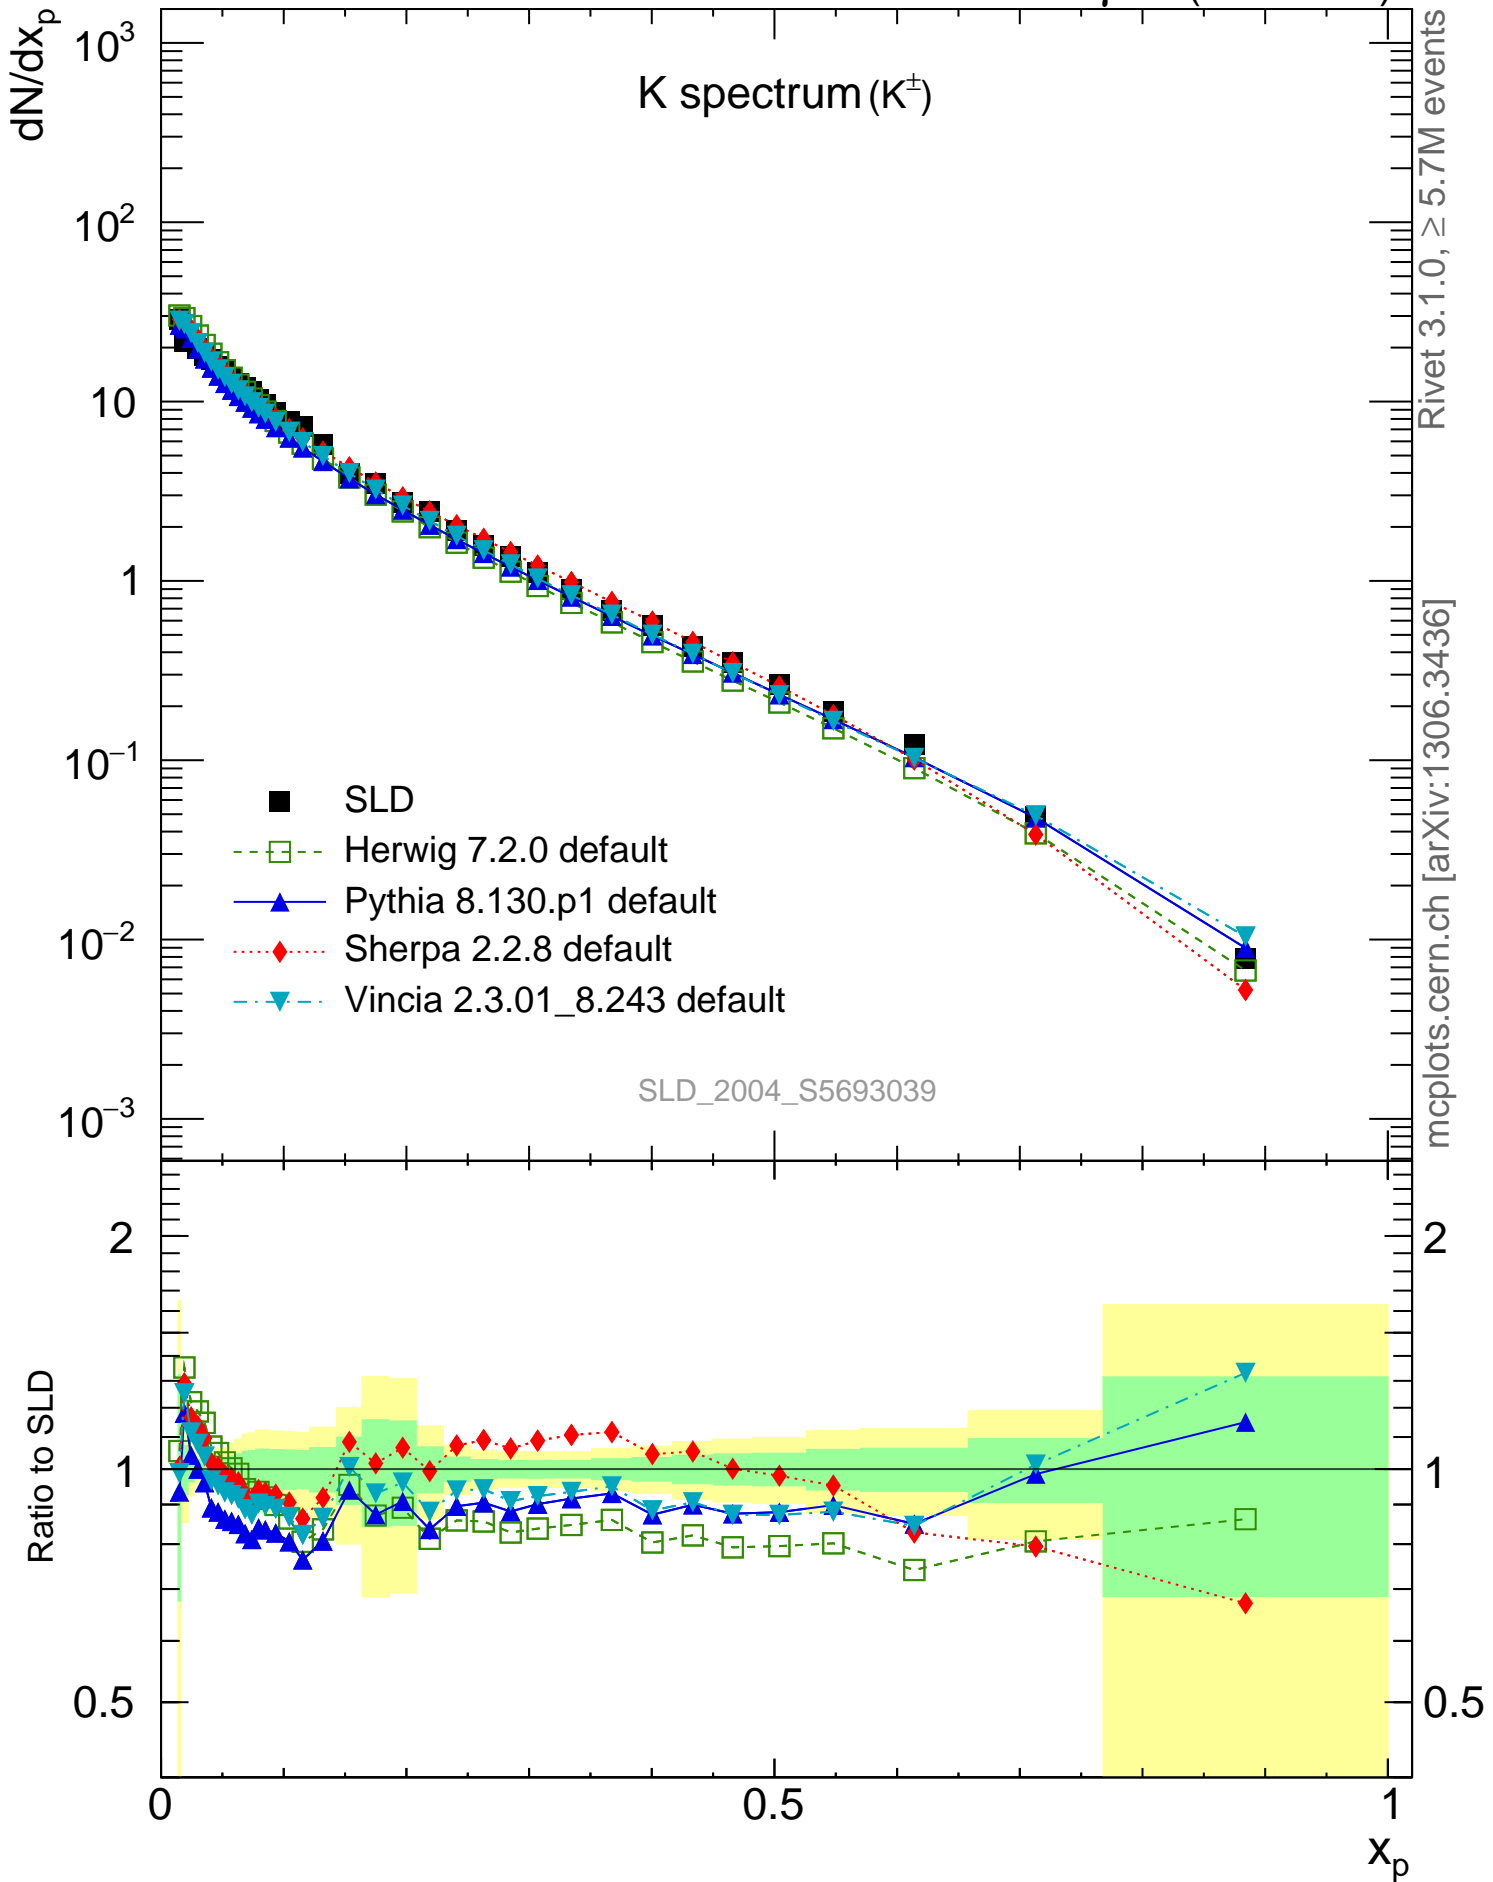 dN/dx_p
K spectrum (K^±)
10^3
10^2
10
1
10^−1
10^−2
10^−3
SLD
Herwig 7.2.0 default
Pythia 8.130.p1 default
Sherpa 2.2.8 default
Vincia 2.3.01_8.243 default
SLD_2004_S5693039
Rivet 3.1.0, ≥ 5.7M events
mcplots.cern.ch [arXiv:1306.3436]
Ratio to SLD
2
1
0.5
2
1
0.5
0
0.5
1
x_p